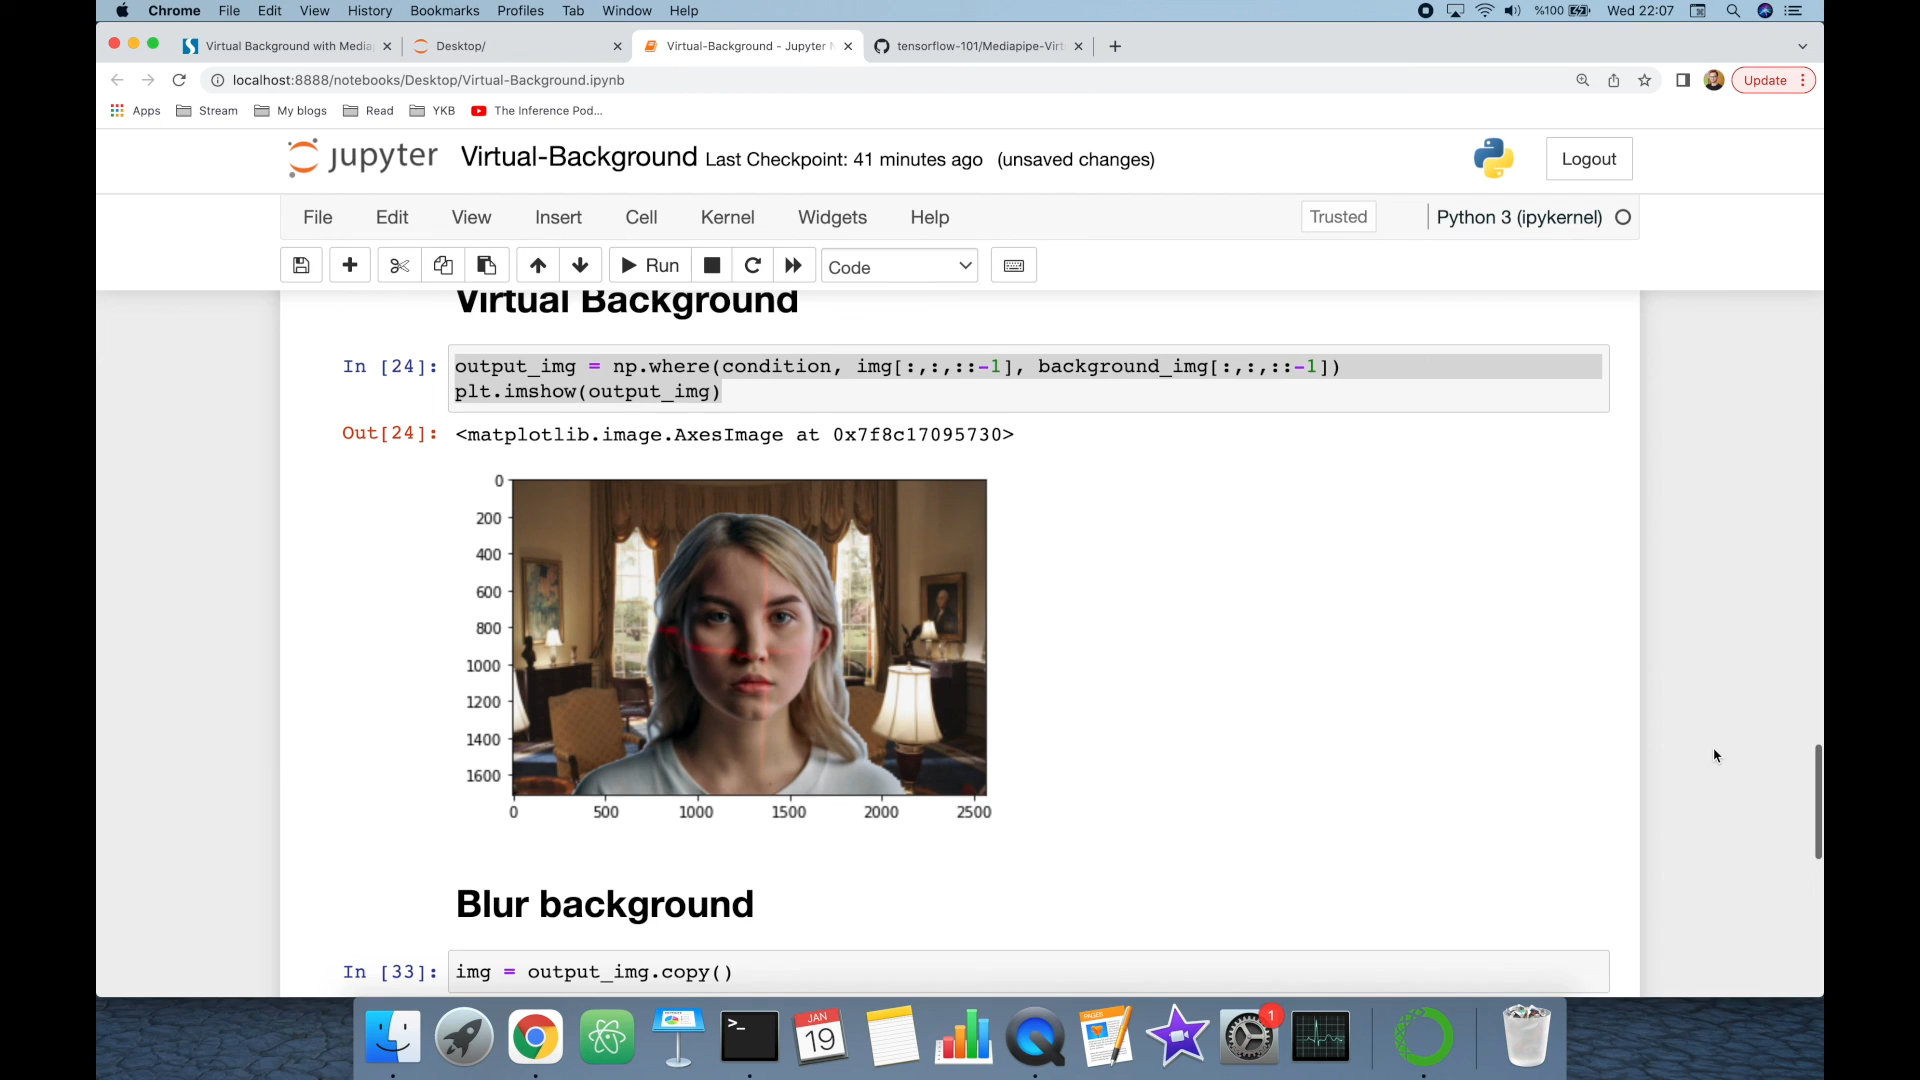 Chrome File Edit View History Bookmarks Profiles Tab Window Help %100 Wed 22:07
Virtual Background with Media Desktop/ Virtual-Background - Jupyter N tensorflow-101/Mediapipe-Virt
localhost:8888/notebooks/Desktop/Virtual-Background.ipynb Update
Apps Stream My blogs Read YKB The Inference Pod...
jupyter Virtual-Background Last Checkpoint: 41 minutes ago (unsaved changes) Logout
File Edit View Insert Cell Kernel Widgets Help Trusted Python 3 (ipykernel)
Run Code
Virtual Background
In [24]: output_img = np.where(condition, img[:,:,::-1], background_img[:,:,::-1])
plt.imshow(output_img)
Out[24]: <matplotlib.image.AxesImage at 0x7f8c17095730>
0
200
400
600
800
1000
1200
1400
1600
0 500 1000 1500 2000 2500
Blur background
In [33]: img = output_img.copy()
JAN
19
PAGES
1